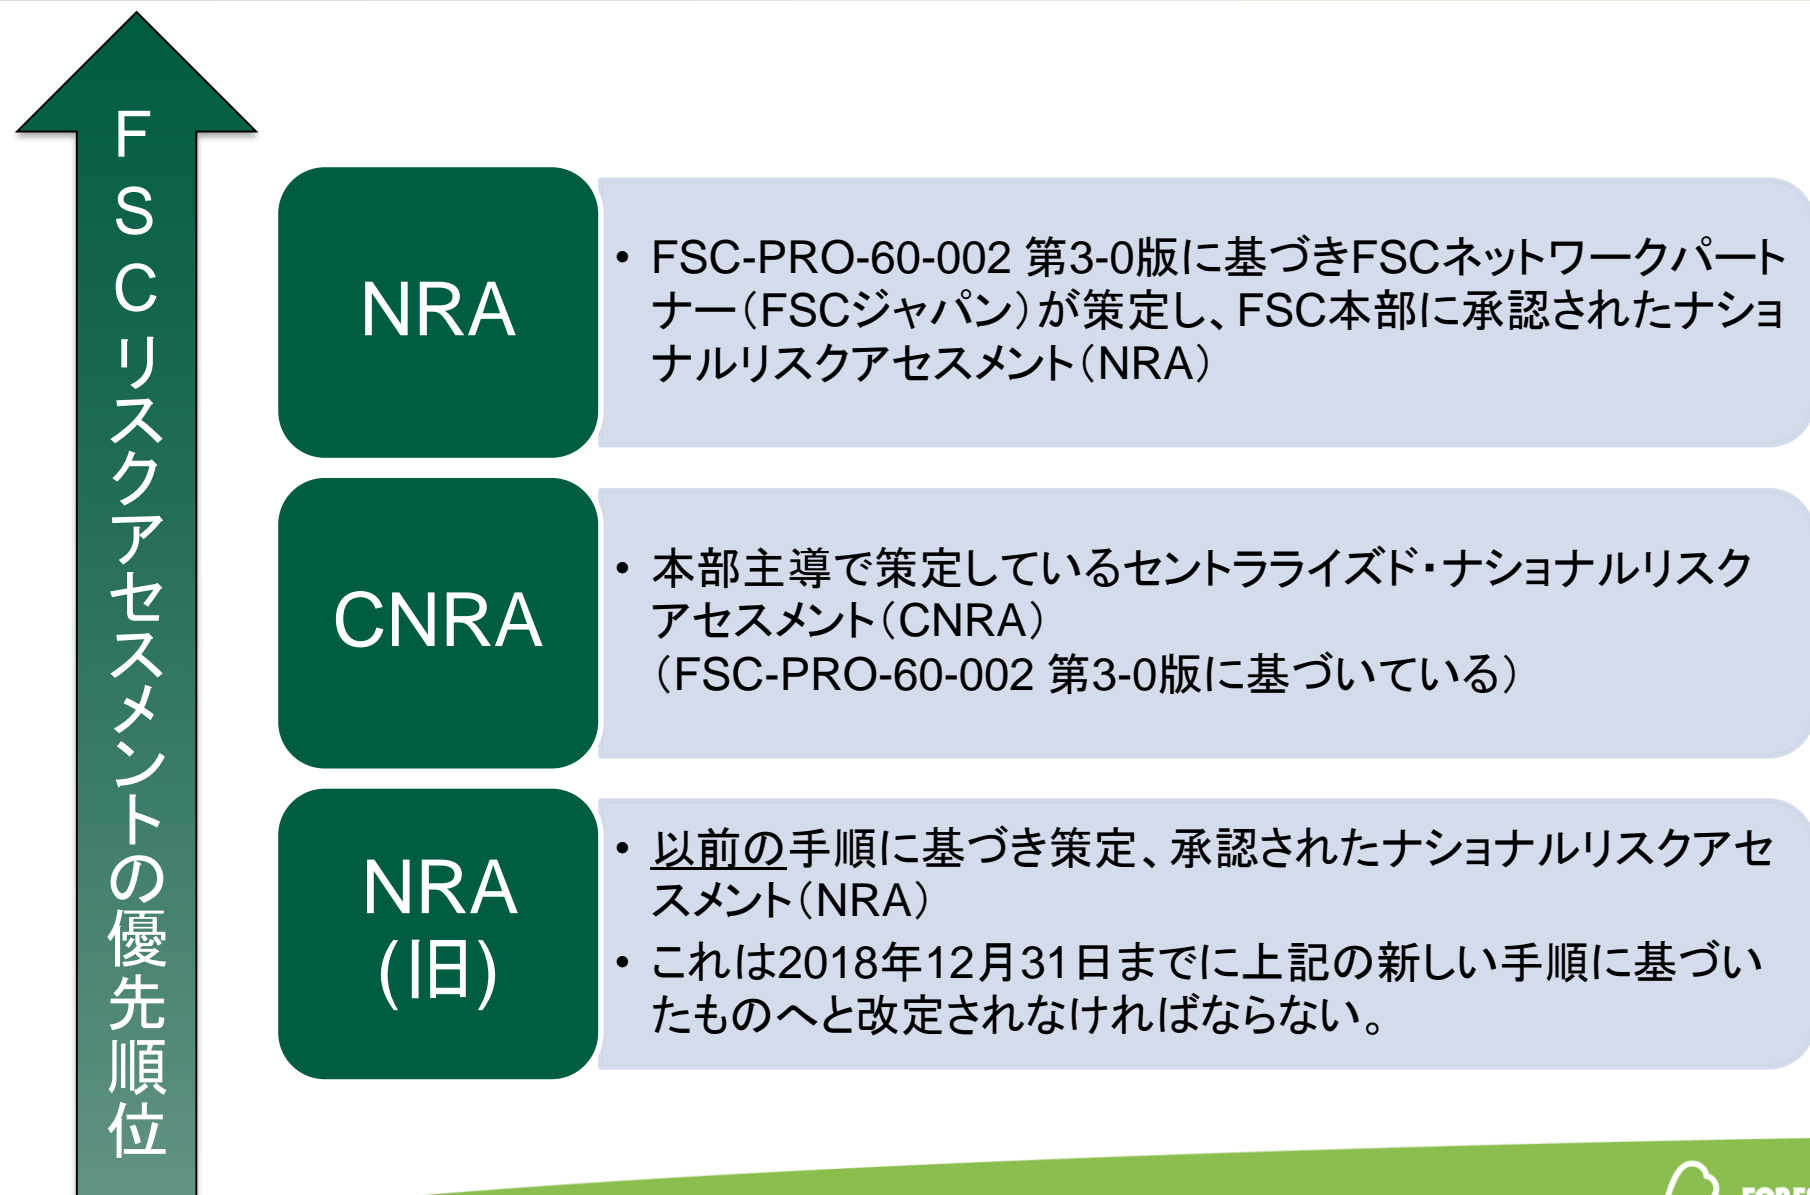 FSCリスクアセスメントの優先順位
NRA
• FSC-PRO-60-002 第3-0版に基づきFSCネットワークパート
ナー(FSCジャパン)が策定し、FSC本部に承認されたナショ
ナルリスクアセスメント(NRA)
CNRA
• 本部主導で策定しているセントラライズド・ナショナルリスク
アセスメント(CNRA)
(FSC-PRO-60-002 第3-0版に基づいている)
NRA
(旧)
• 以前の手順に基づき策定、承認されたナショナルリスクアセ
スメント(NRA)
• これは2018年12月31日までに上記の新しい手順に基づい
たものへと改定されなければならない。